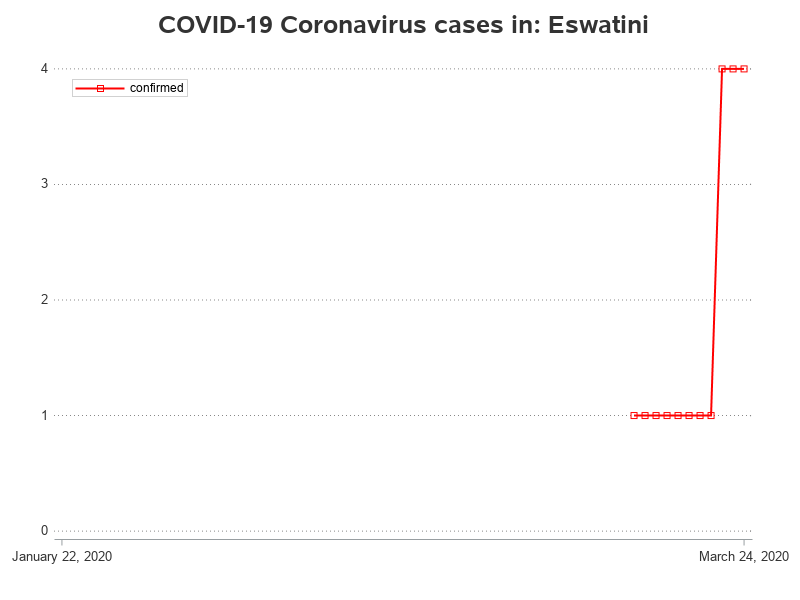 COVID-19 Coronavirus cases in: Eswatini
confirmed
4
3
2
1
0
January 22, 2020
March 24, 2020